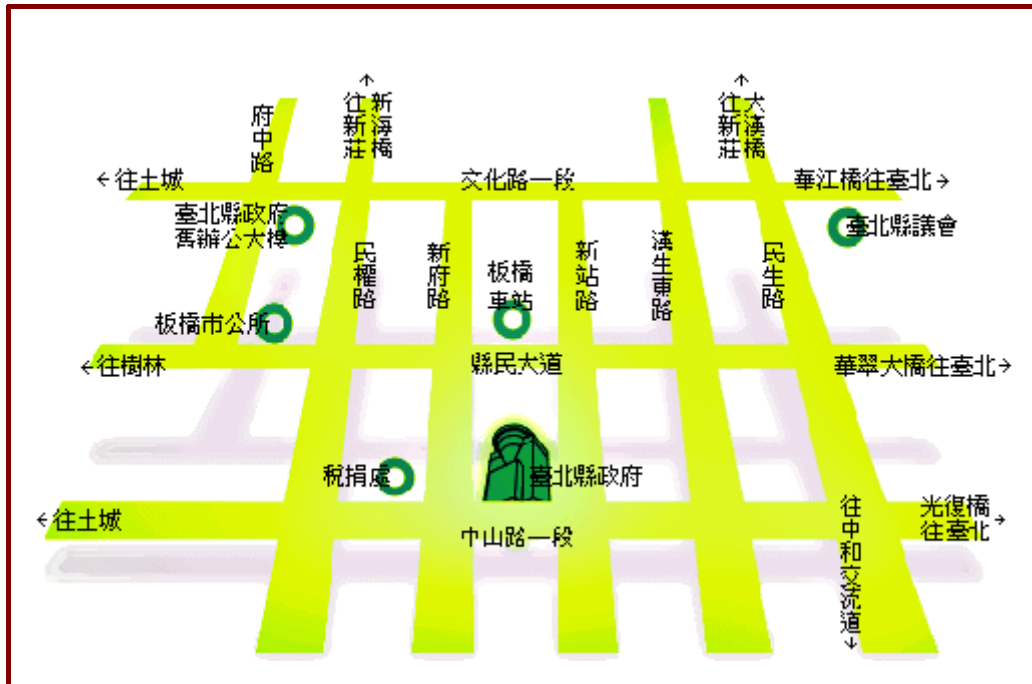 府中路
↑
往新莊
新海橋
↑
往新莊
大漢橋
←往土城
文化路一段
華江橋往臺北→
臺北縣政府
舊辦公大樓
臺北縣議會
民權路
新府路
板橋
車站
新站路
漢生東路
民生路
板橋市公所
←往樹林
縣民大道
華翠大橋往臺北→
稅捐處
臺北縣政府
←往土城
中山路一段
往中和交流道↓
光復橋→
往臺北